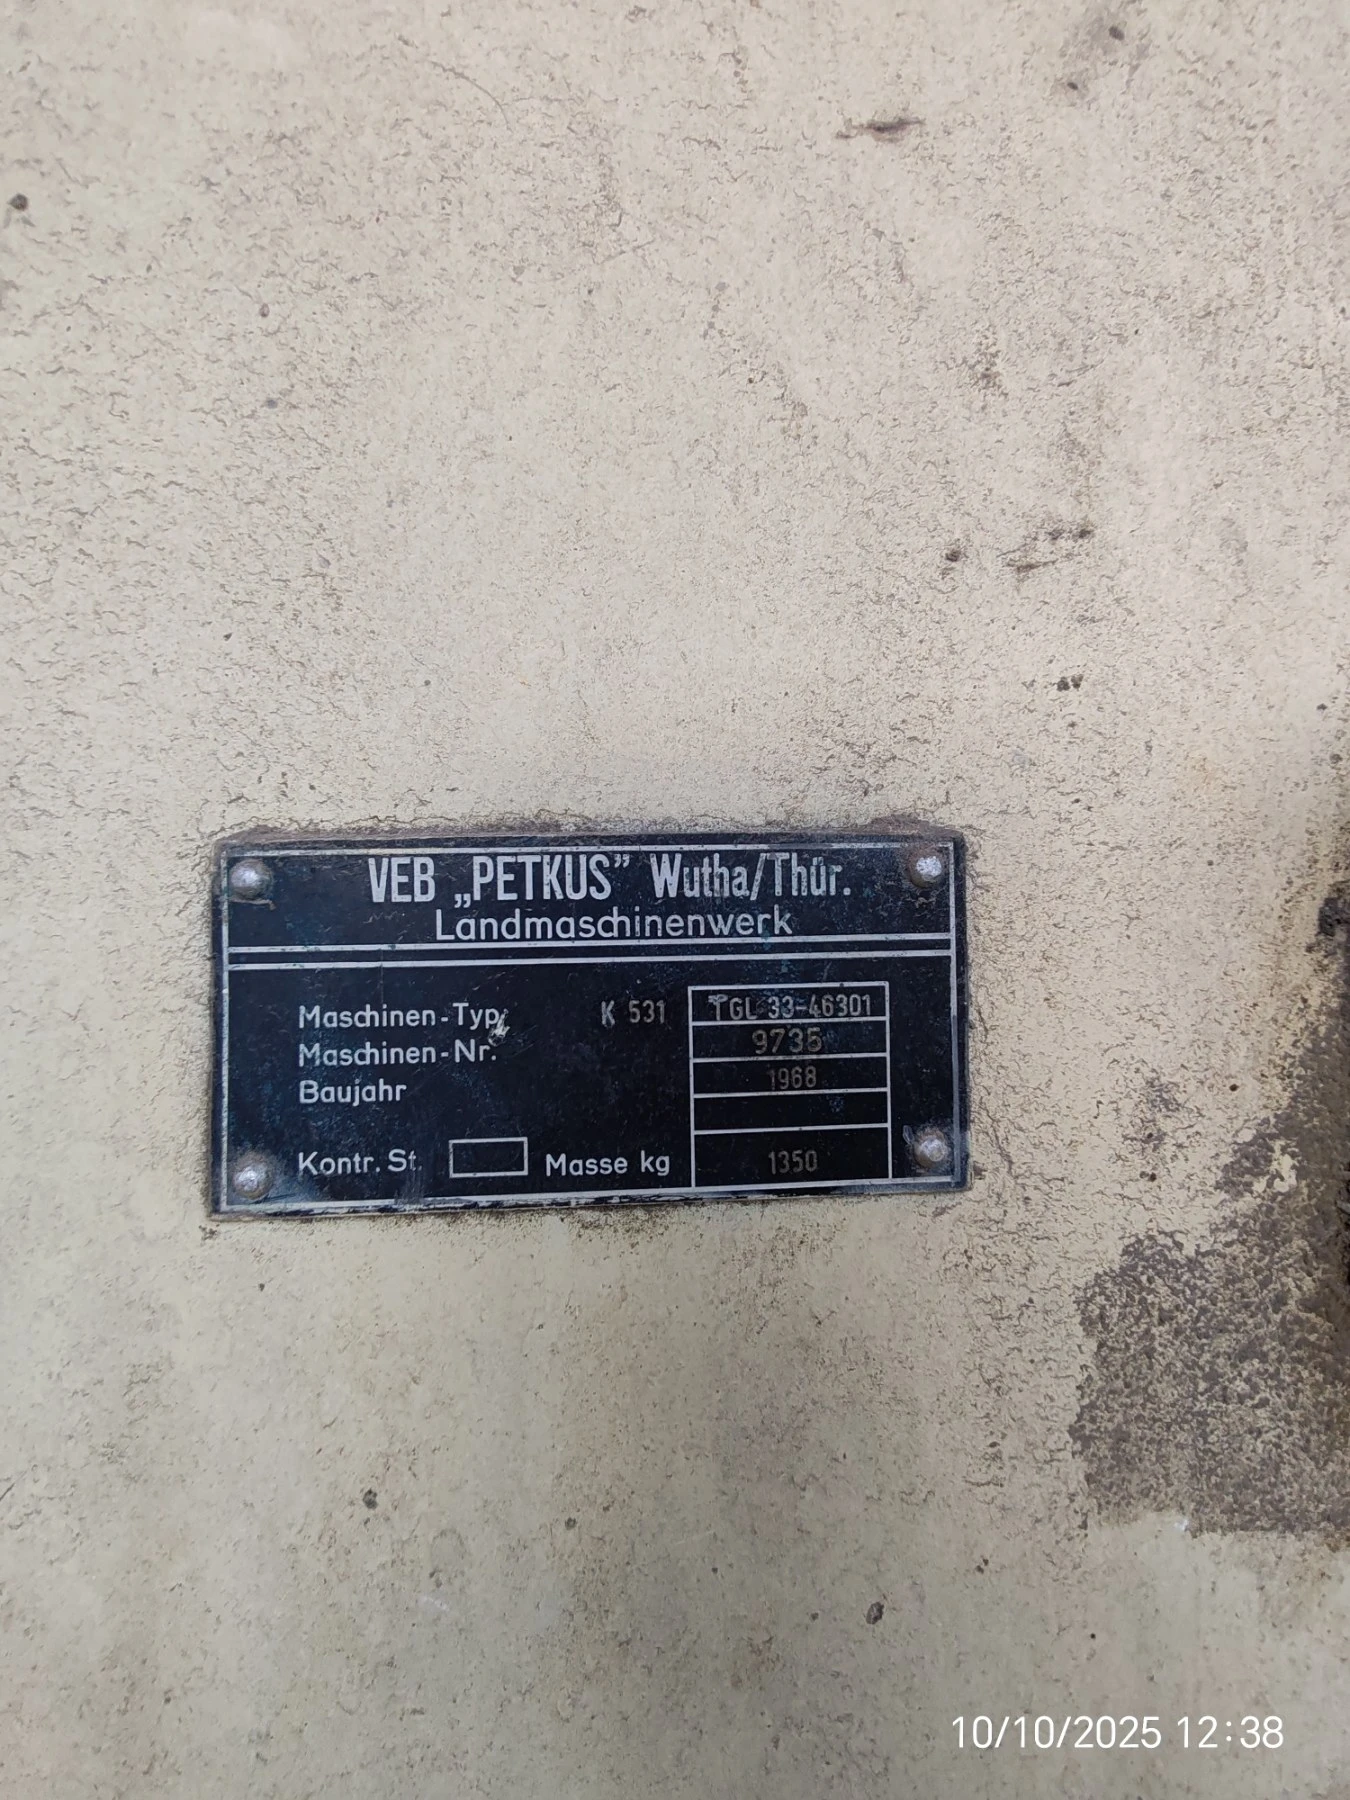 VEB „PETKUS” Wutha/Thür.
Landmaschinenwerk
Maschinen-Typ: K 531 TGL 33-46301
Maschinen-Nr. 9735
Baujahr 1968
Kontr. St. Masse kg 1350
10/10/2025 12:38